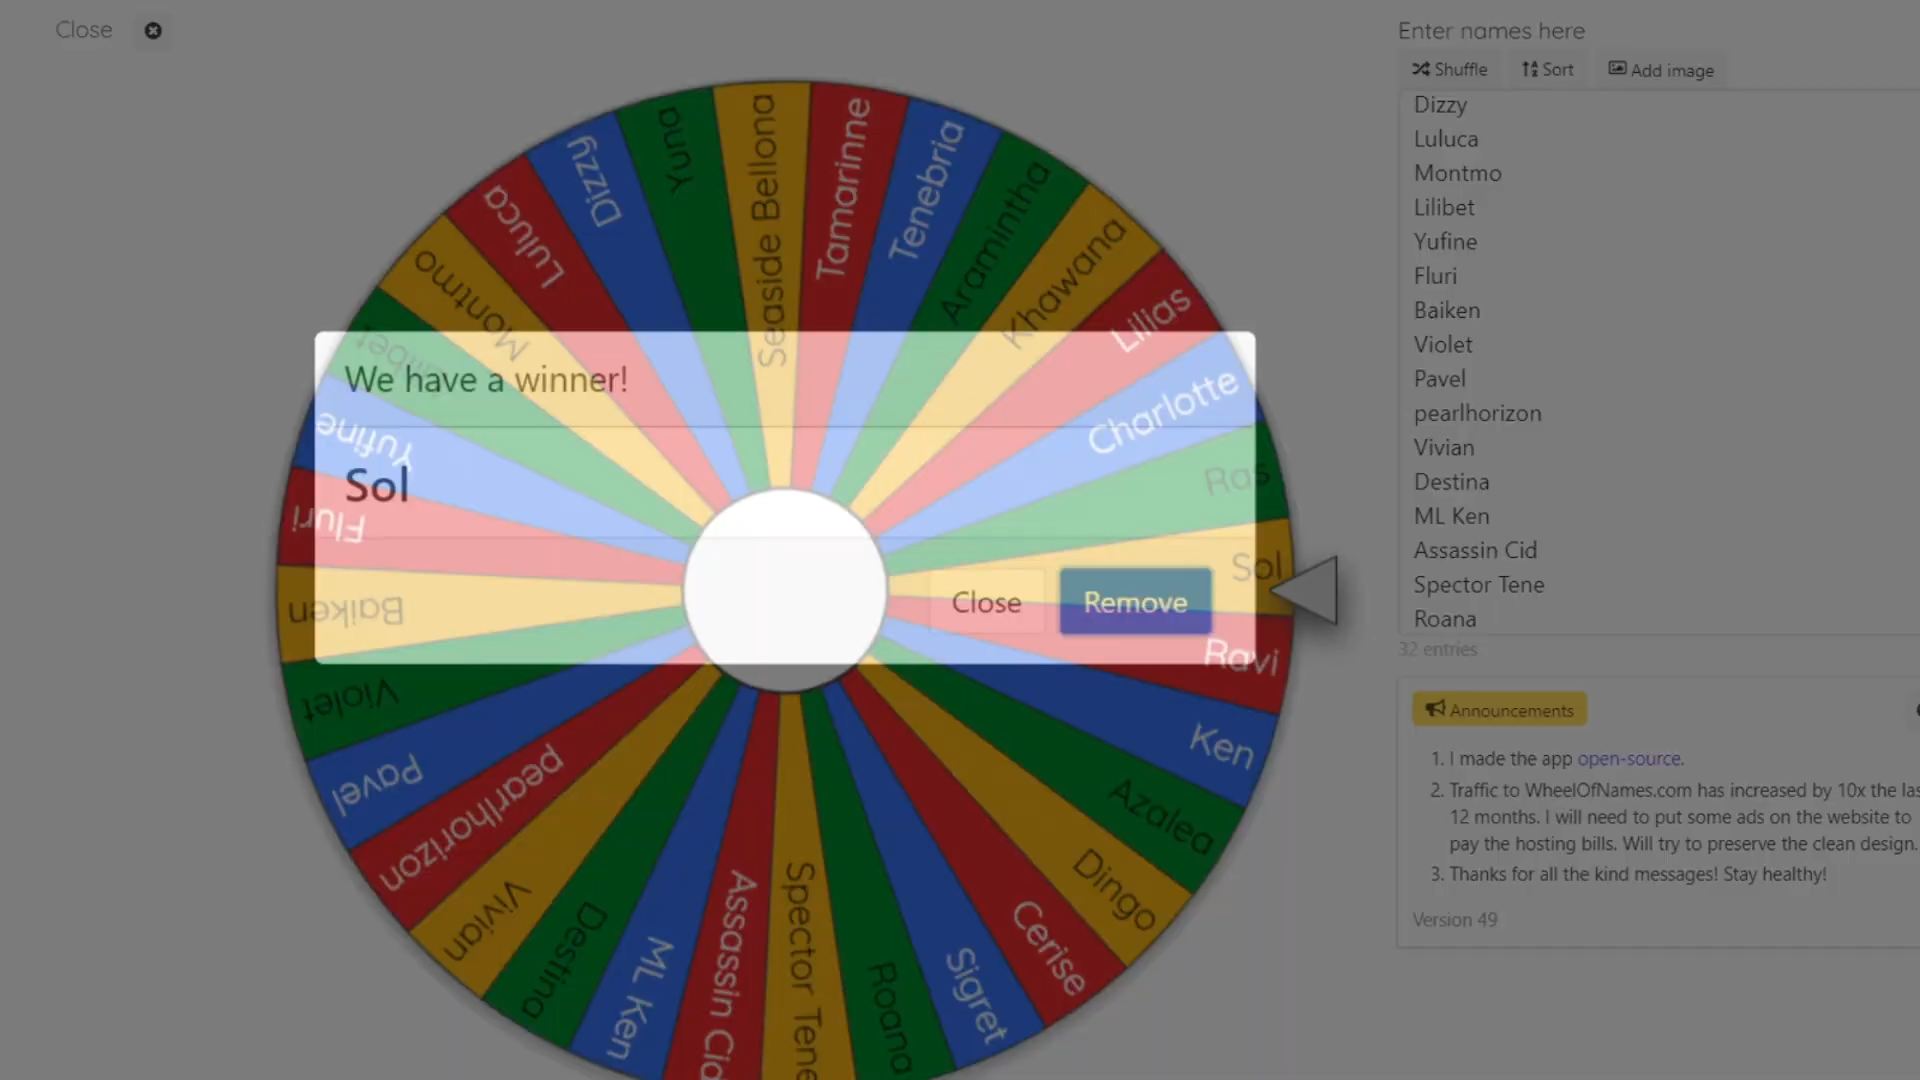 Close
Enter names here
Shuffle
Sort
Add image
Dizzy
Luluca
Montmo
Lilibet
Yufine
Fluri
Baiken
Violet
Pavel
pearlhorizon
Vivian
Destina
ML Ken
Assassin Cid
Spector Tene
Roana
32 entries
Announcements
1. I made the app open-source.
2. Traffic to WheelOfNames.com has increased by 10x the las
12 months. I will need to put some ads on the website to
pay the hosting bills. Will try to preserve the clean design.
3. Thanks for all the kind messages! Stay healthy!
Version 49
We have a winner!
Sol
Close
Remove
Seaside Bellona
Tamarinne
Tenebria
Aramintha
Khawana
Lilias
Charlotte
Ras
Sol
Ravi
Ken
Azalea
Dingo
Cerise
Sigret
Roana
Spector Tene
Assassin Cid
ML Ken
Destina
Vivian
pearlhorizon
Pavel
Violet
Baiken
Fluri
Yufine
Lilibet
Montmo
Luluca
Dizzy
Yuna